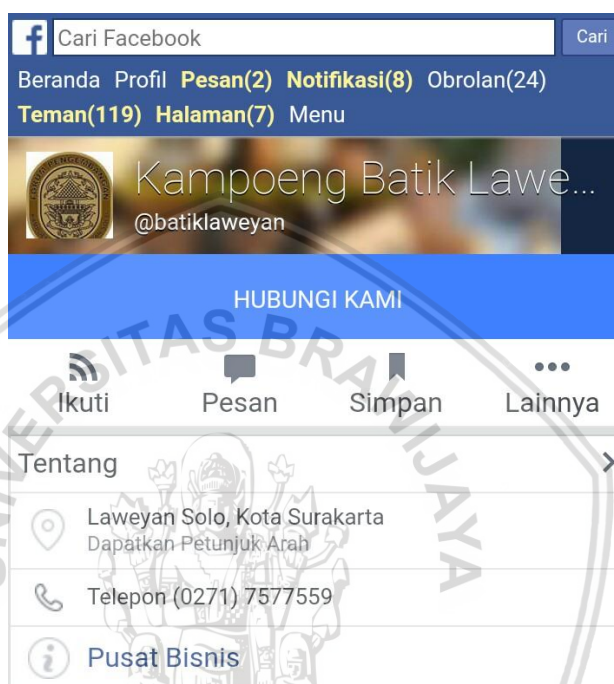 Cari Facebook
Cari
Beranda Profil Pesan(2) Notifikasi(8) Obrolan(24)
Teman(119) Halaman(7) Menu
Kampoeng Batik Lawe...
@batiklaweyan
HUBUNGI KAMI
Ikuti Pesan Simpan Lainnya
Tentang
Laweyan Solo, Kota Surakarta
Dapatkan Petunjuk Arah
Telepon (0271) 7577559
Pusat Bisnis
UNIVERSITAS BRAWIJAYA